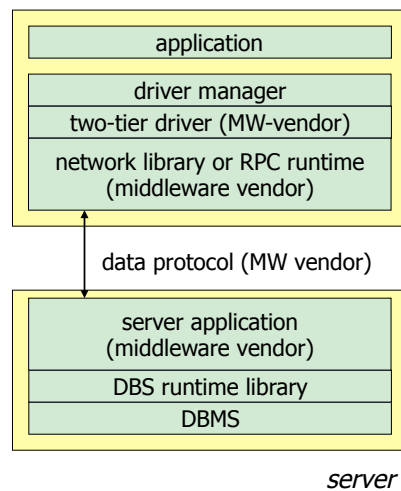 application
driver manager
two-tier driver (MW-vendor)
network library or RPC runtime
(middleware vendor)
data protocol (MW vendor)
server application
(middleware vendor)
DBS runtime library
DBMS
server